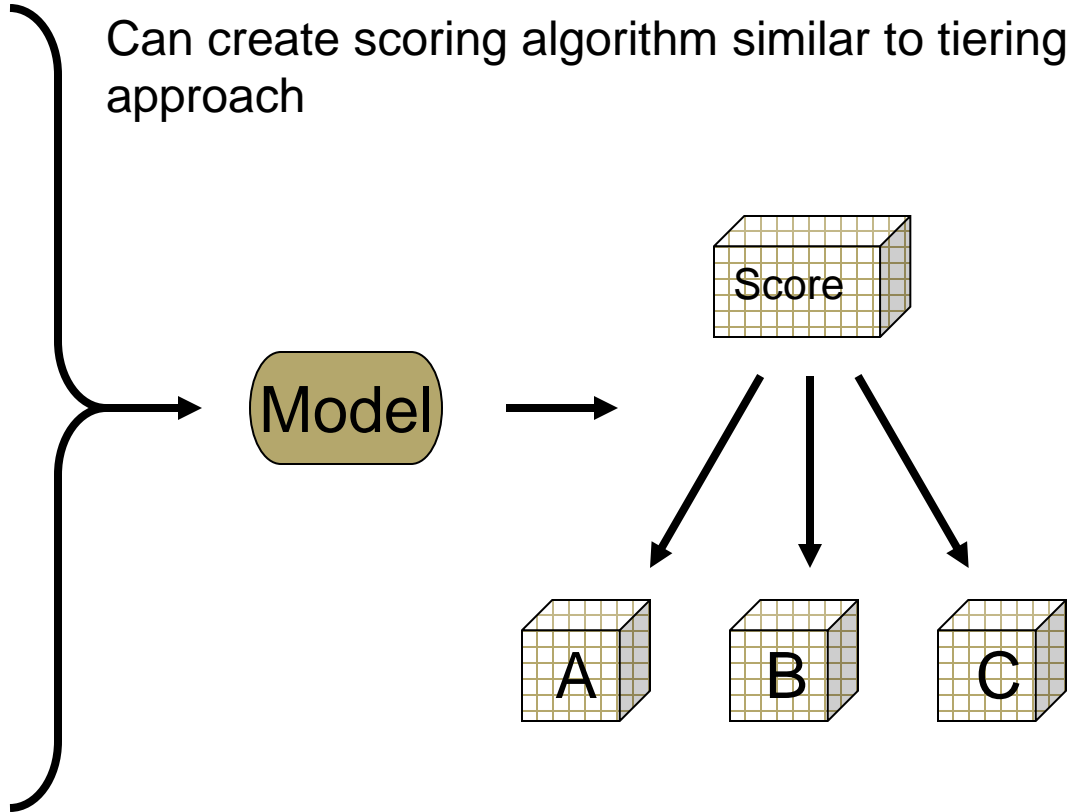 Can create scoring algorithm similar to tiering
approach
Score
Model
A
B
C